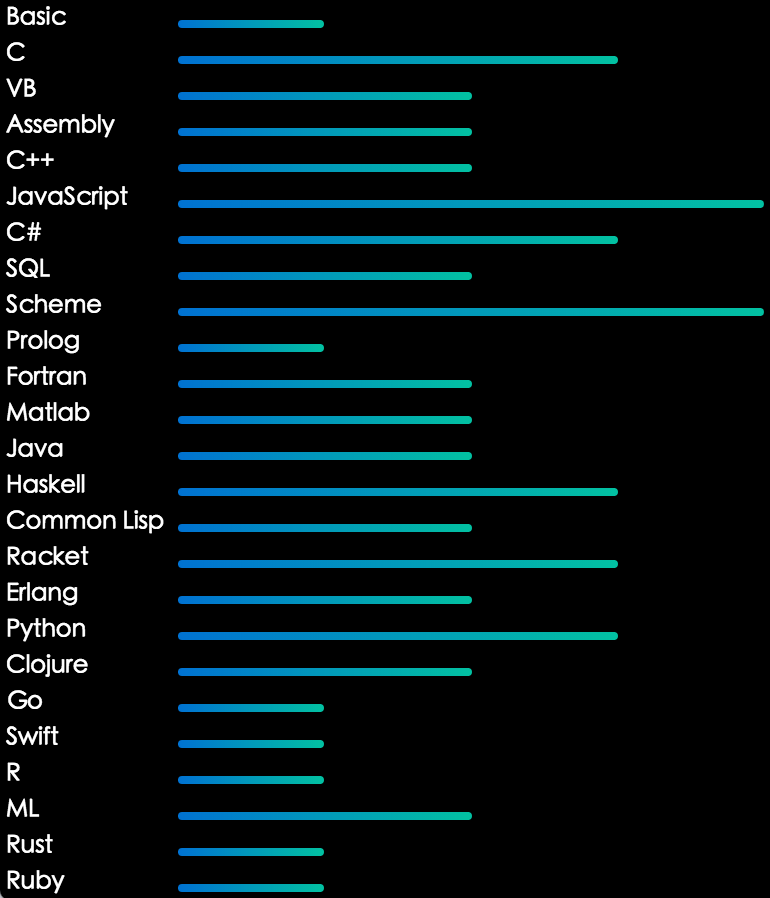 Basic
C
VB
Assembly
C++
JavaScript
C#
SQL
Scheme
Prolog
Fortran
Matlab
Java
Haskell
Common Lisp
Racket
Erlang
Python
Clojure
Go
Swift
R
ML
Rust
Ruby